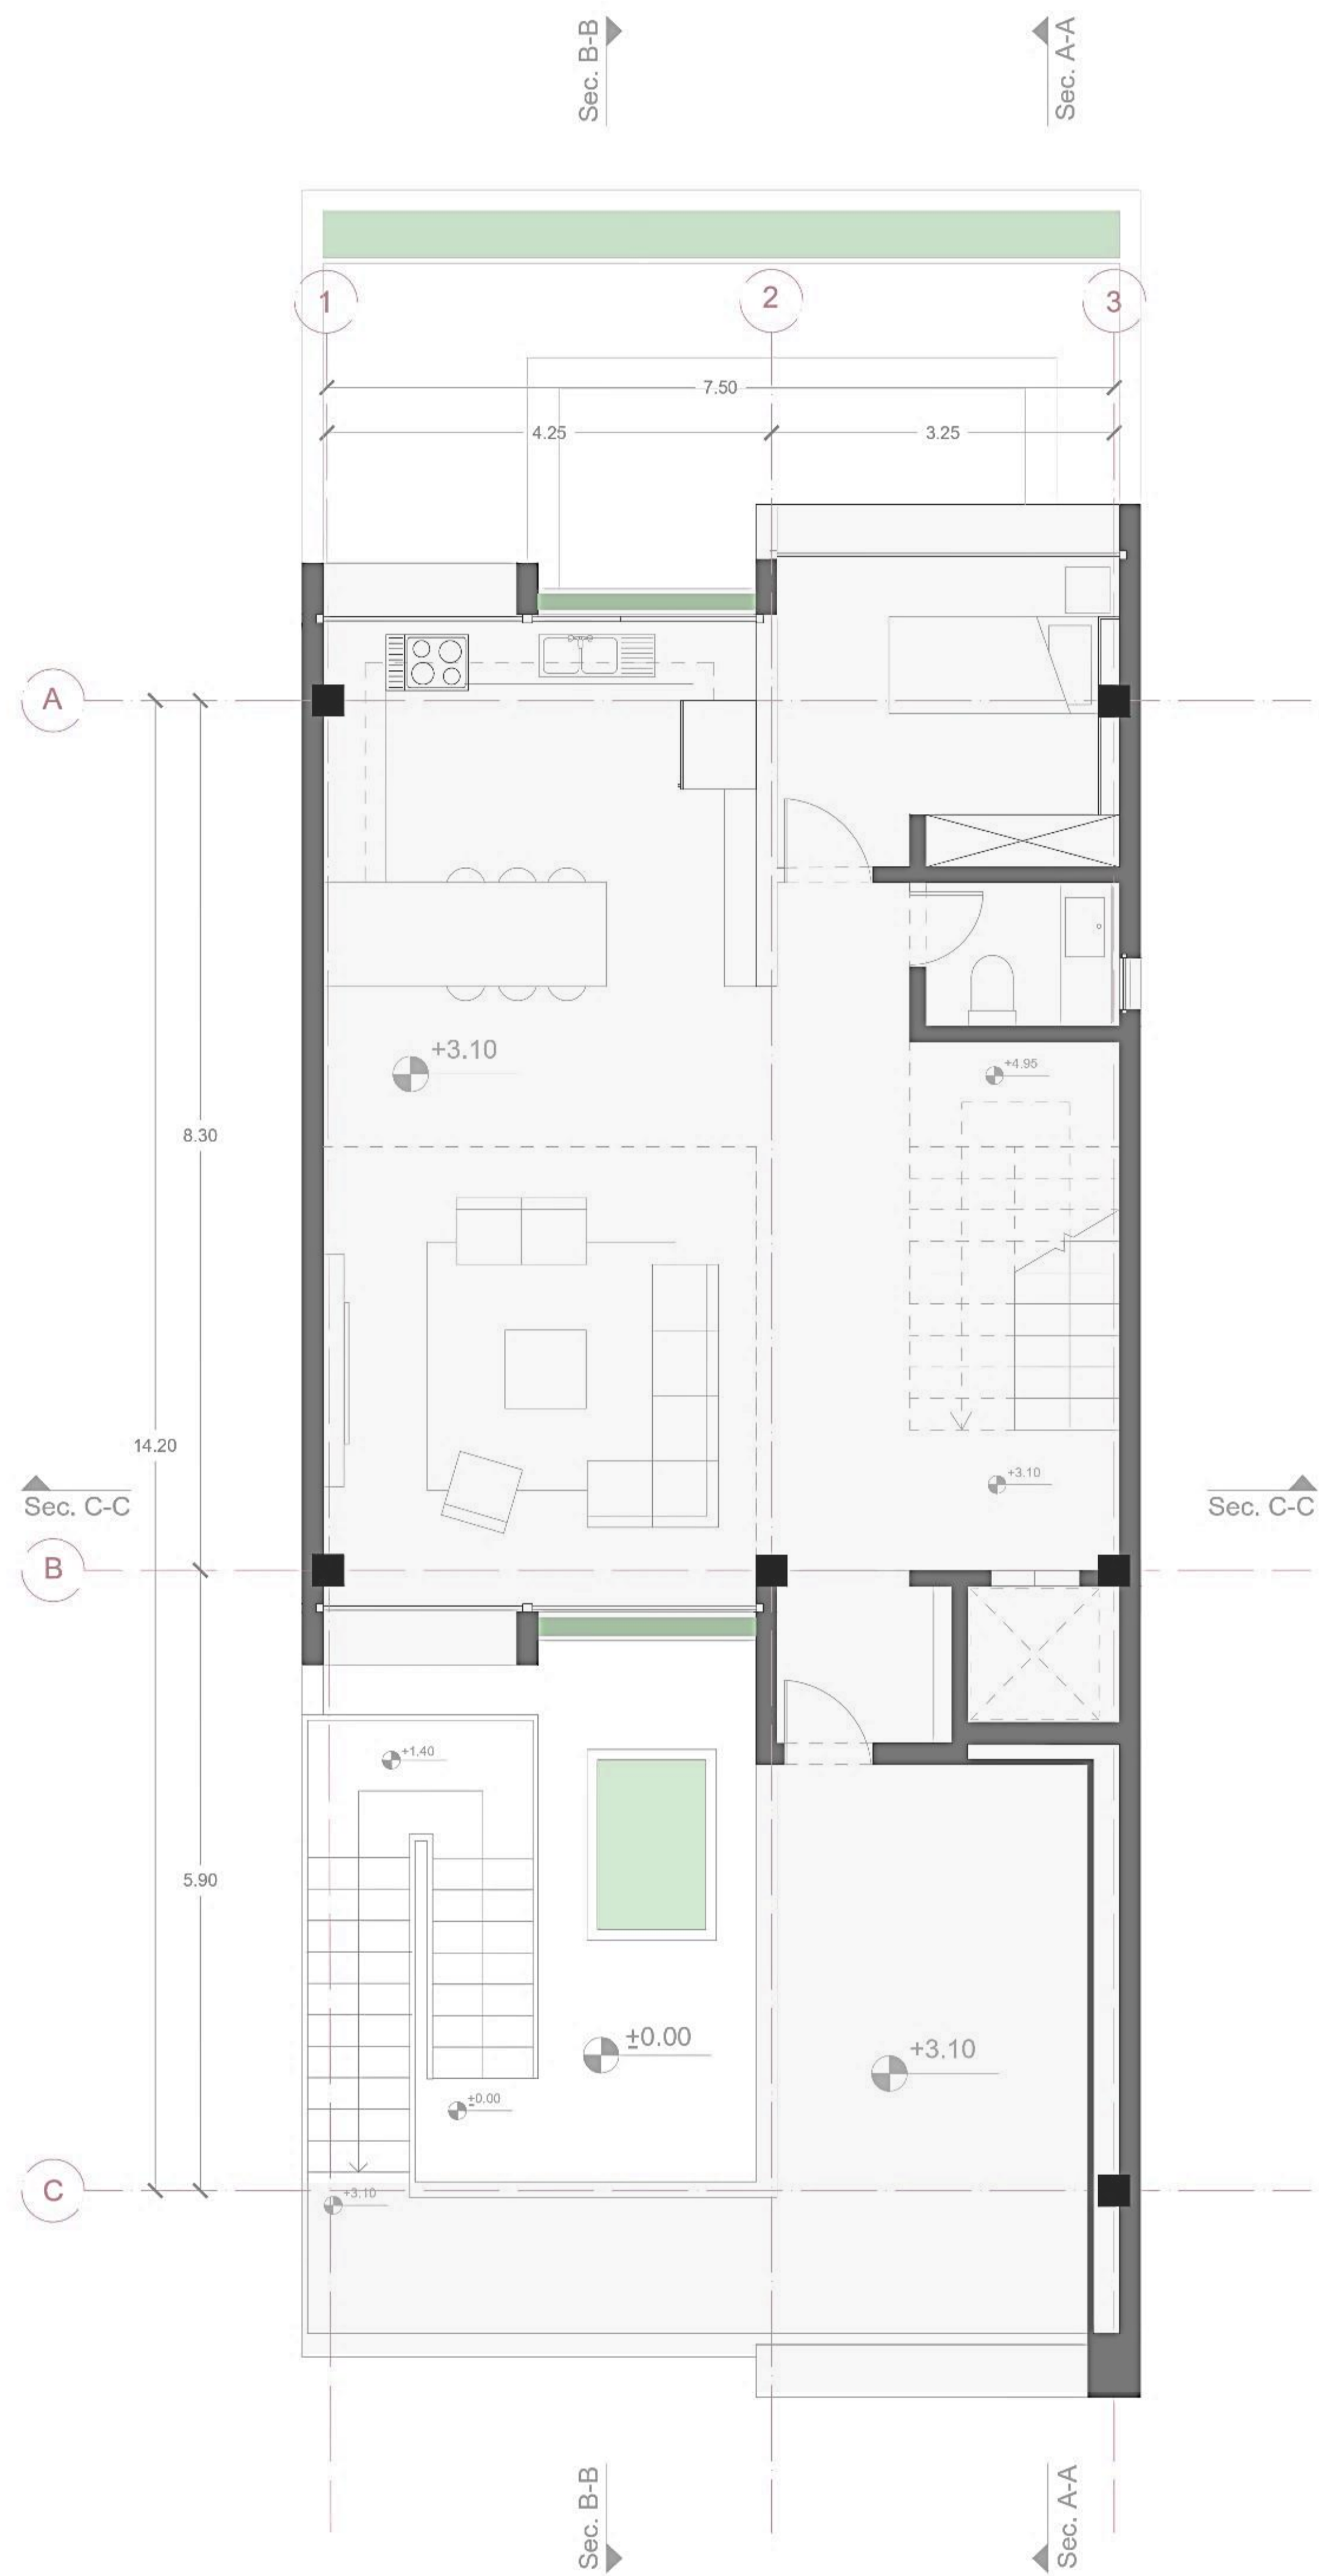 Sec. B-B
Sec. A-A
1
2
3
7.50
4.25
3.25
A
+3.10
+4.95
8.30
14.20
+3.10
Sec. C-C
Sec. C-C
B
+1.40
5.90
±0.00
+3.10
±0.00
C
+3.10
Sec. B-B
Sec. A-A